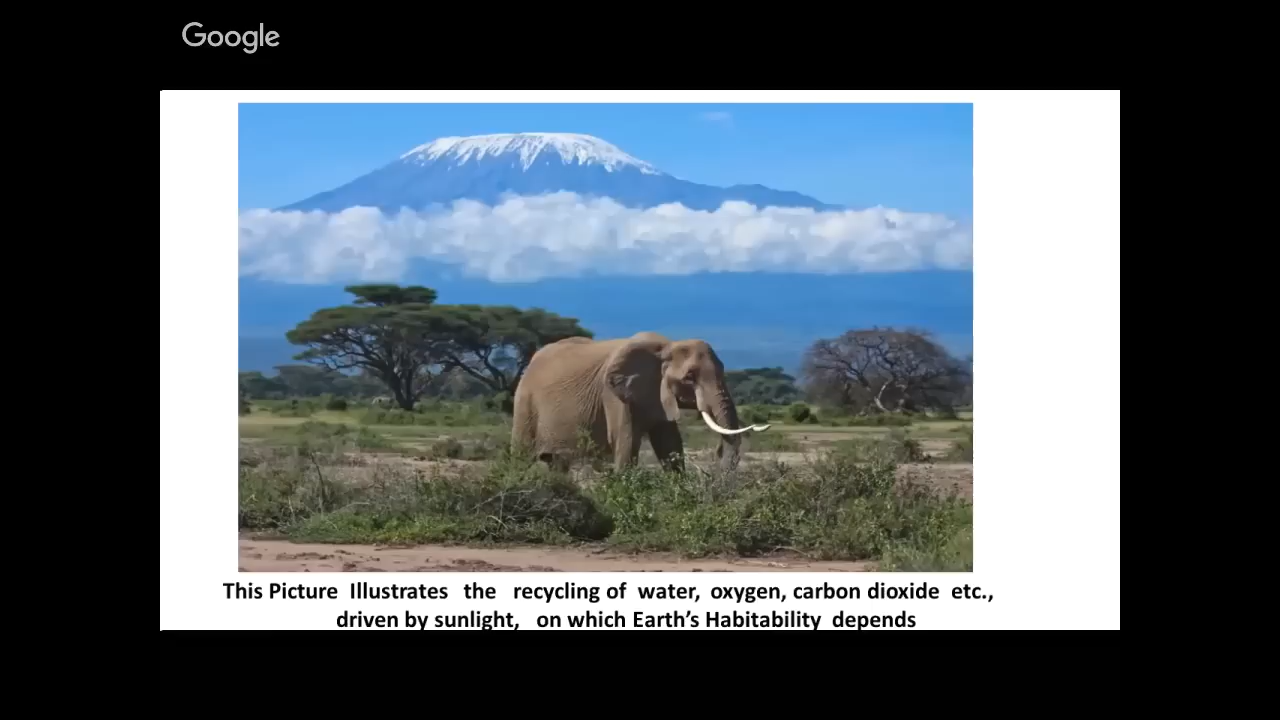 Google
This Picture Illustrates the recycling of water, oxygen, carbon dioxide etc.,
driven by sunlight, on which Earth's Habitability depends